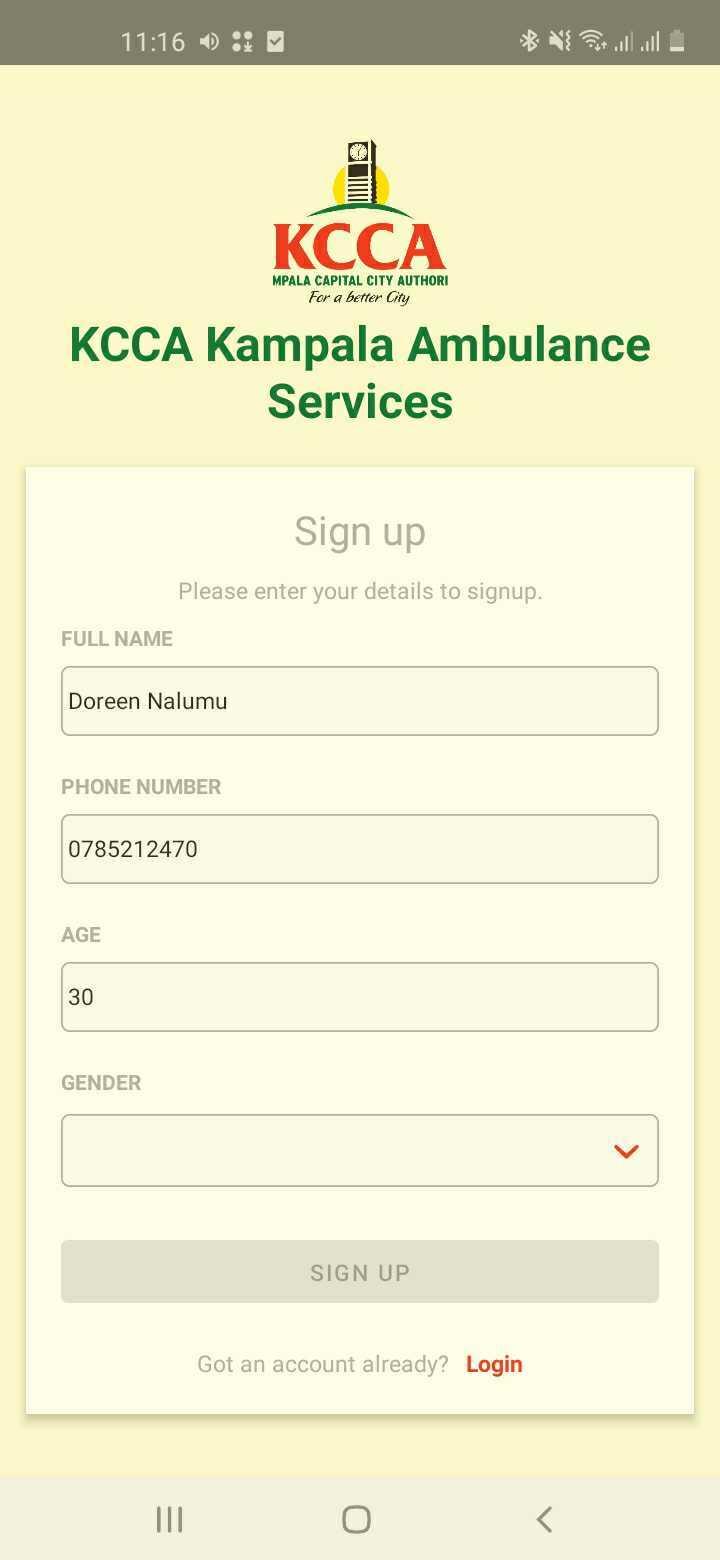 11:16
KCCA
MPALA CAPITAL CITY AUTHORI
For a better City
KCCA Kampala Ambulance
Services
Sign up
Please enter your details to signup.
FULL NAME
Doreen Nalumu
PHONE NUMBER
0785212470
AGE
30
GENDER
SIGN UP
Got an account already? Login